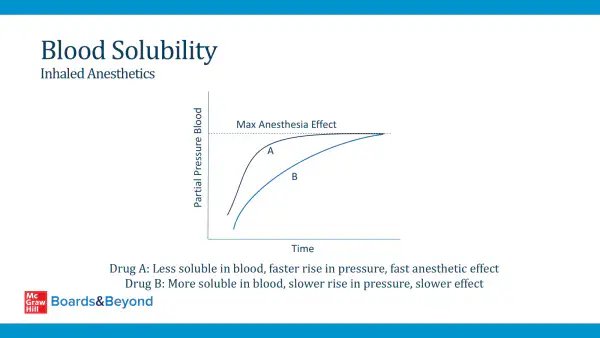 Blood Solubility
Inhaled Anesthetics
Partial Pressure Blood
Max Anesthesia Effect
A
B
Time
Drug A: Less soluble in blood, faster rise in pressure, fast anesthetic effect
Drug B: More soluble in blood, slower rise in pressure, slower effect
Mc
Graw
Hill
Boards&Beyond